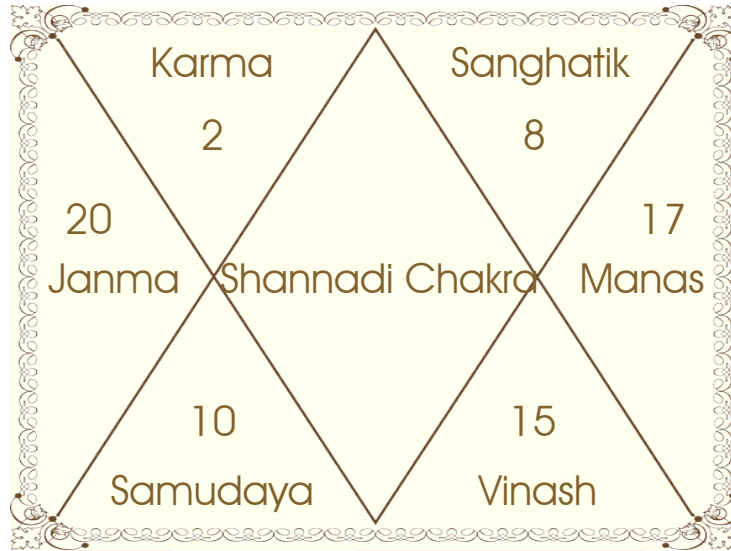 Karma
2
Sanghatik
8
20
Janma
Shannadi Chakra
17
Manas
10
Samudaya
15
Vinash